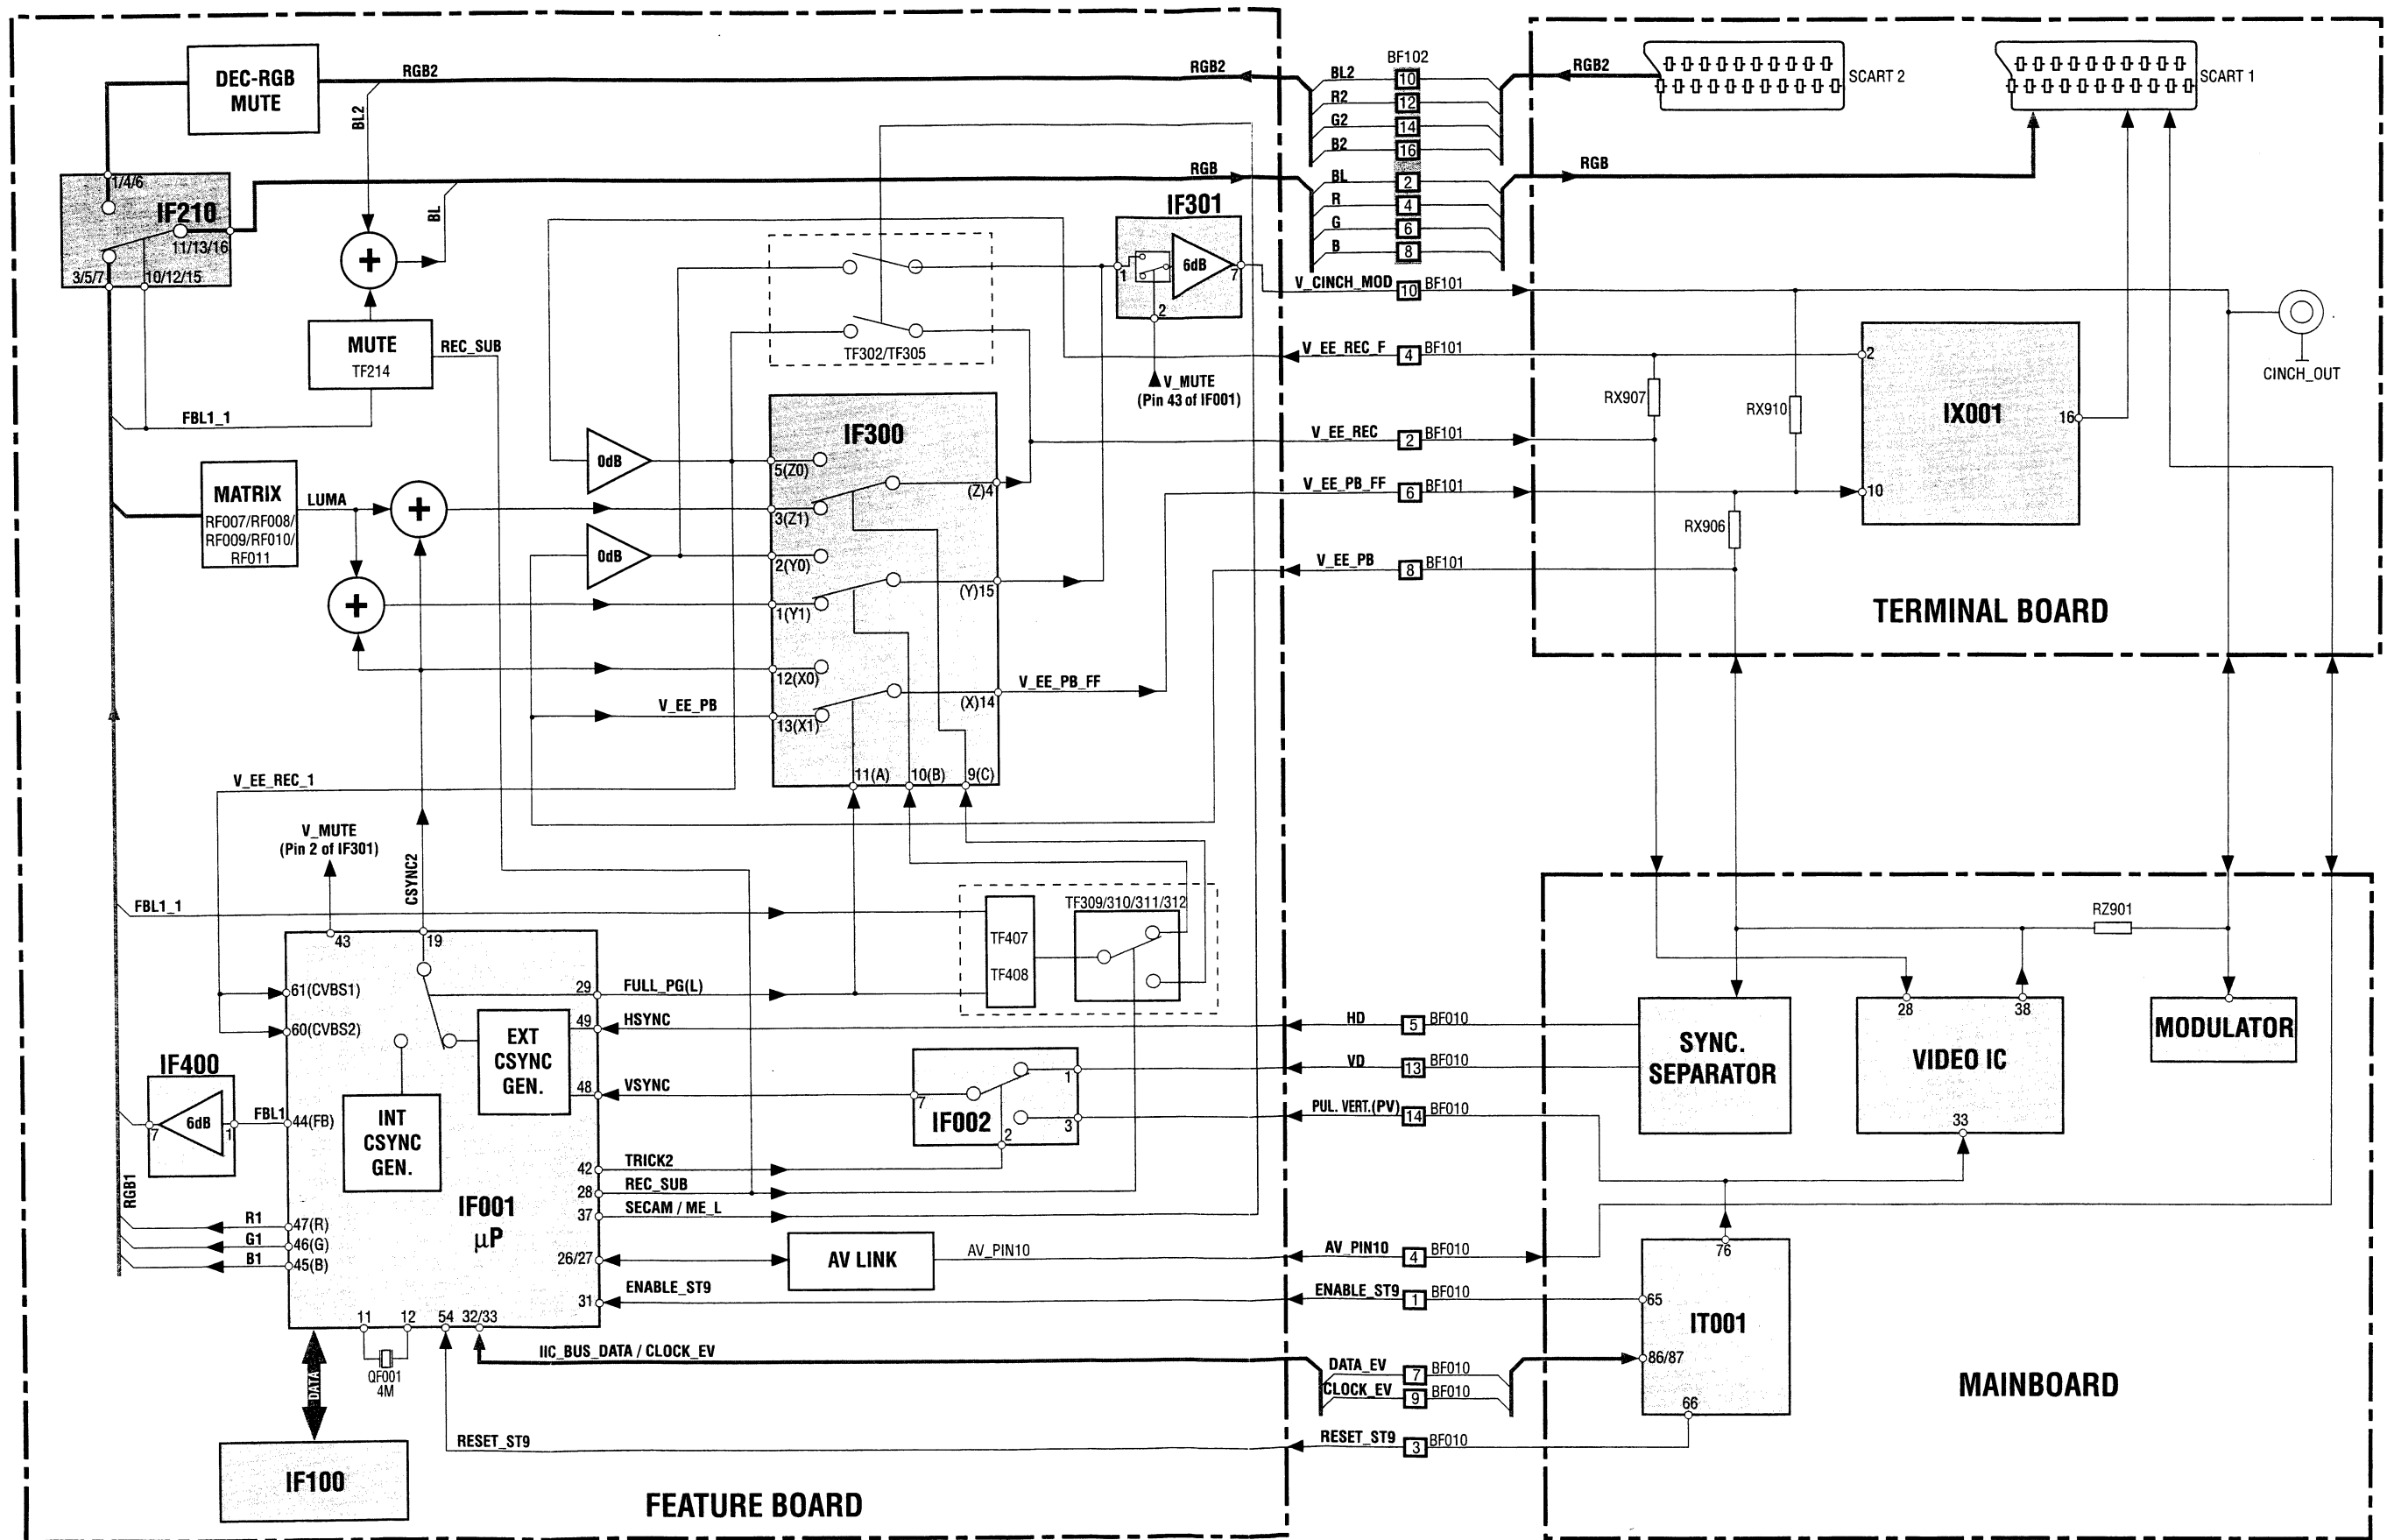 DEC-RGB
MUTE
RGB2
RGB2
BL2
BL2
R2
G2
B2
BF102
10
12
14
16
RGB2
SCART 2
SCART 1
RGB
BL
R
G
B
2
4
6
8
RGB
1/4/6
IF210
11/13/16
3/5/7
10/12/15
BL
+
MUTE
TF214
REC_SUB
FBL1_1
TF302/TF305
IF301
1
6dB
7
2
V_MUTE
(Pin 43 of IF001)
V_CINCH_MOD
10
BF101
V_EE_REC_F
4
BF101
V_EE_REC
2
BF101
V_EE_PB_FF
6
BF101
V_EE_PB
8
BF101
RX907
RX910
RX906
2
IX001
16
10
CINCH_OUT
TERMINAL BOARD
MATRIX
RF007/RF008/
RF009/RF010/
RF011
LUMA
+
+
0dB
0dB
IF300
5(Z0)
3(Z1)
(Z)4
2(Y0)
1(Y1)
(Y)15
12(X0)
13(X1)
(X)14
11(A)
10(B)
9(C)
V_EE_PB
V_EE_PB_FF
V_EE_REC_1
V_MUTE
(Pin 2 of IF301)
CSYNC2
FBL1_1
TF407
TF408
TF309/310/311/312
43
19
61(CVBS1)
60(CVBS2)
29
FULL_PG(L)
49
HSYNC
48
VSYNC
EXT
CSYNC
GEN.
INT
CSYNC
GEN.
IF400
6dB
7
1
FBL1
44(FB)
RGB1
R1
47(R)
G1
46(G)
B1
45(B)
IF001
µP
42
TRICK2
28
REC_SUB
37
SECAM / ME_L
26/27
31
ENABLE_ST9
IF002
7
1
3
2
AV LINK
AV_PIN10
11
12
54
32/33
QF001
4M
DATA
IF100
IIC_BUS_DATA / CLOCK_EV
RESET_ST9
FEATURE BOARD
HD
5
BF010
VD
13
BF010
PUL. VERT.(PV)
14
BF010
AV_PIN10
4
BF010
ENABLE_ST9
1
BF010
DATA_EV
7
BF010
CLOCK_EV
9
BF010
RESET_ST9
3
BF010
RZ901
SYNC.
SEPARATOR
28
38
VIDEO IC
33
MODULATOR
76
65
IT001
86/87
66
MAINBOARD